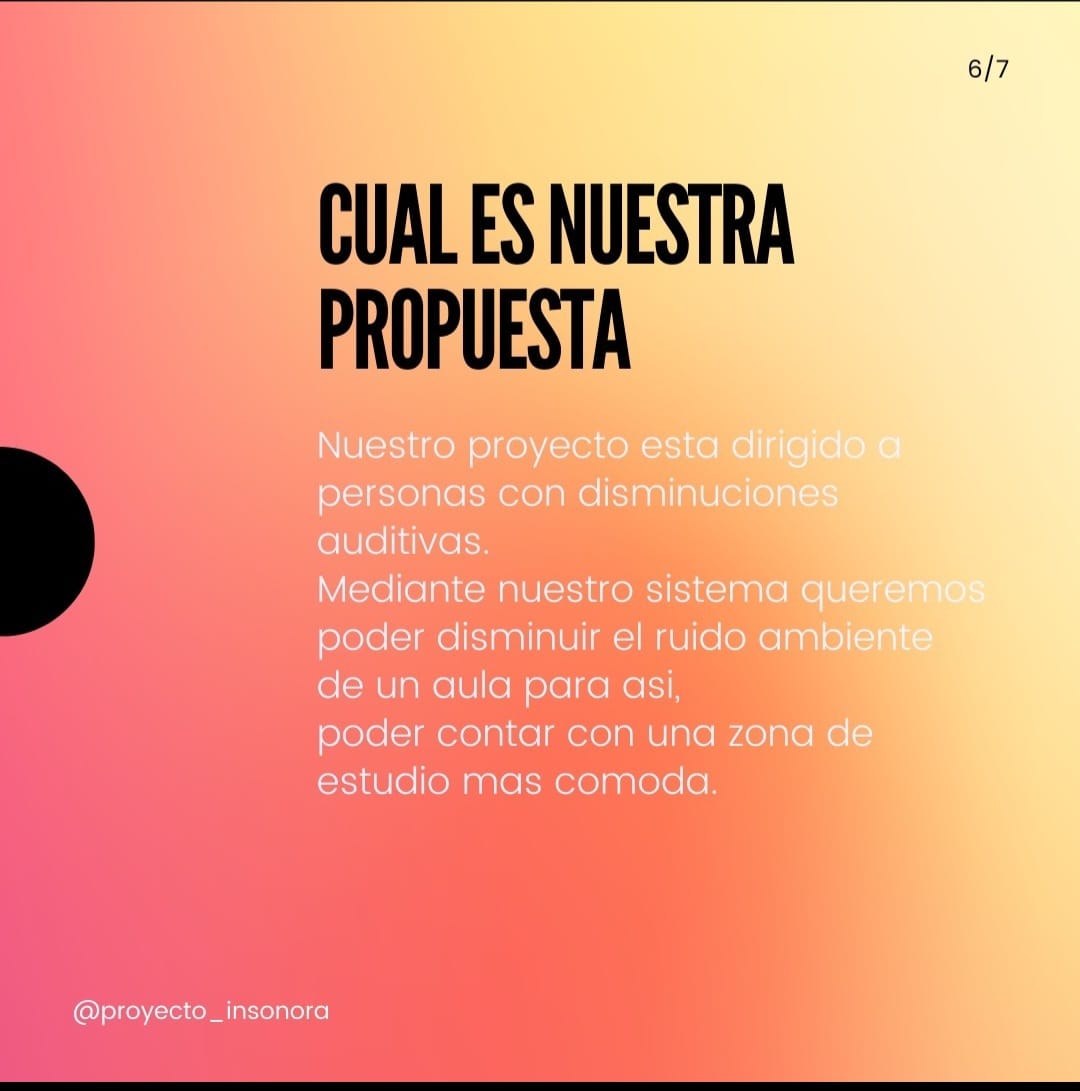 6/7
CUAL ES NUESTRA
PROPUESTA
Nuestro proyecto esta dirigido a
personas con disminuciones
auditivas.
Mediante nuestro sistema queremos
poder disminuir el ruido ambiente
de un aula para asi,
poder contar con una zona de
estudio mas comoda.
@proyecto_insonora